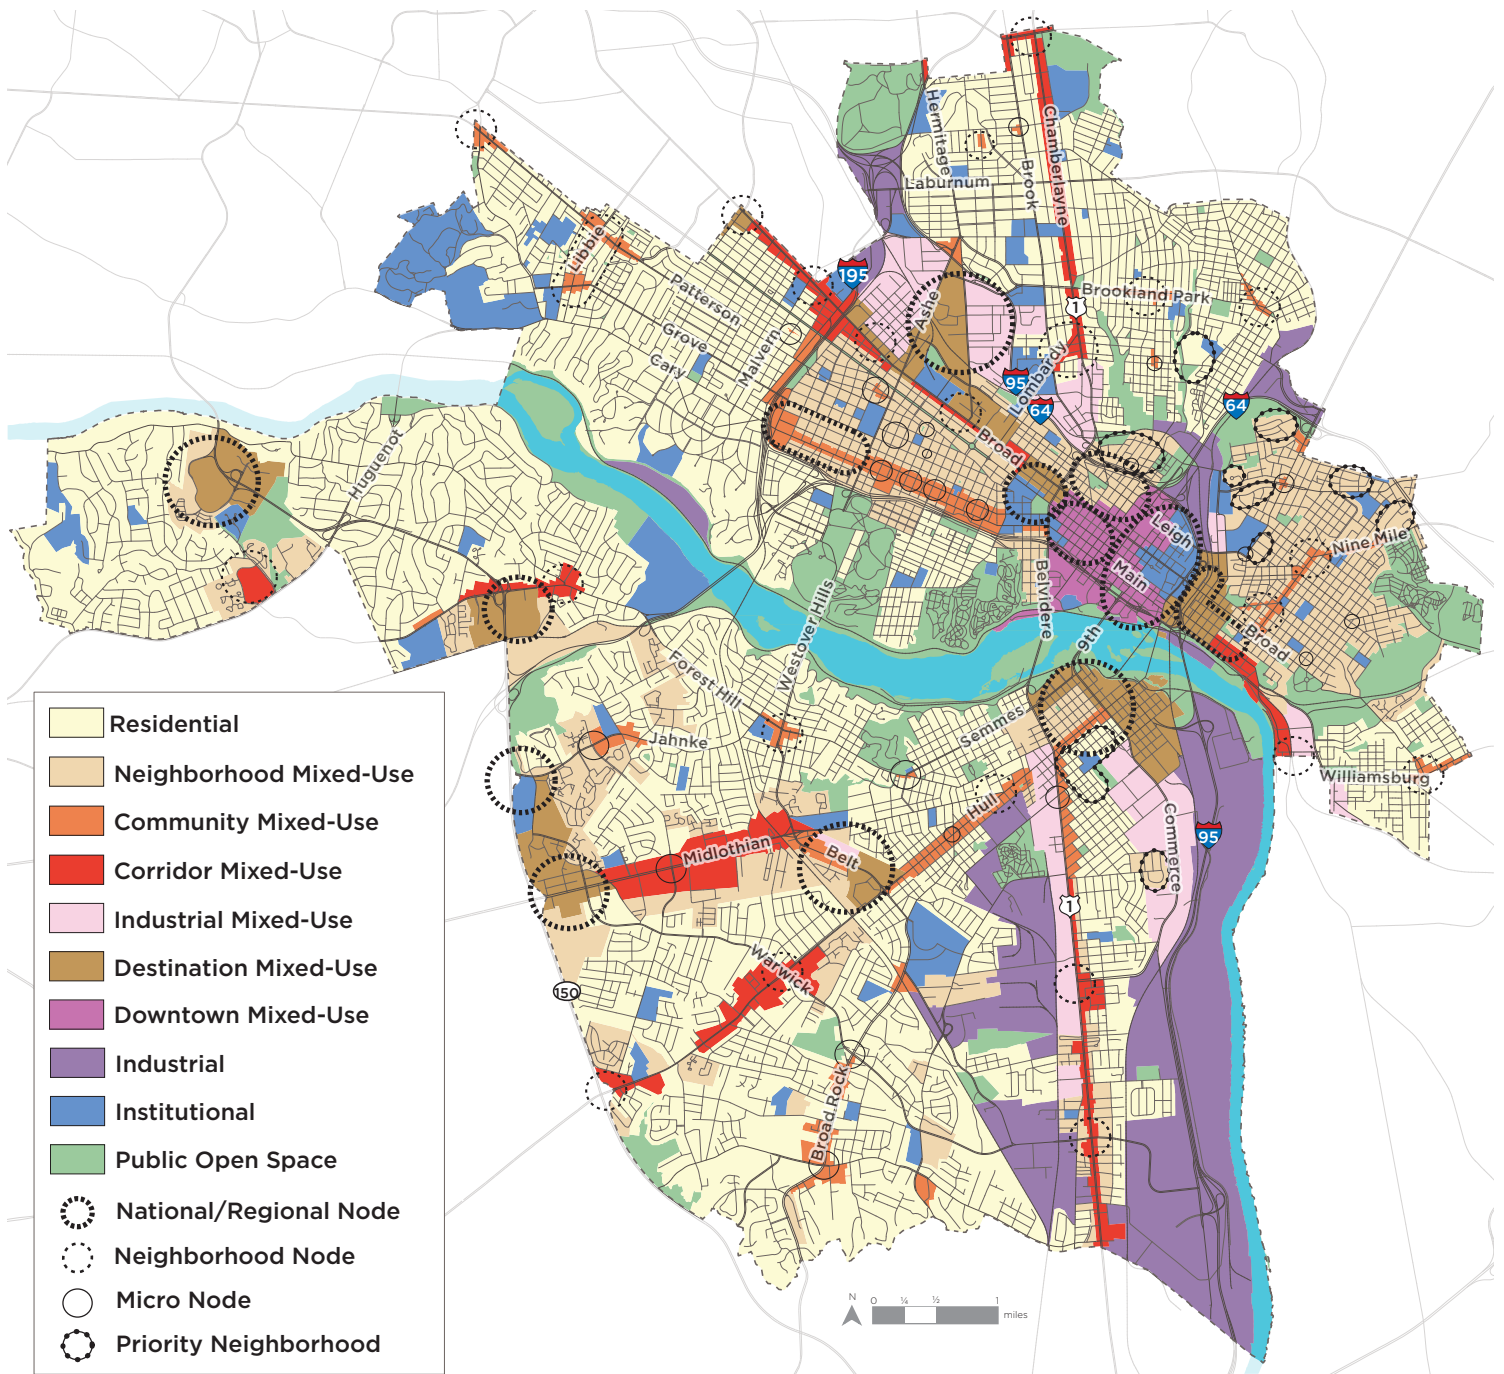 Hermitage
Chamberlayne
Brook
Laburnum
Libbie
195
Patterson
Ashe
Brookland Park
1
Grove
Malvern
Cary
Lombardy
95
64
64
Huguenot
Broad
Leigh
Nine Mile
Main
Belvidere
Westover Hills
9th
Broad
Forest Hill
Semmes
Jahnke
Williamsburg
Hull
Commerce
95
Midlothian
Belt
1
Warwick
150
Broad Rock
Residential
Neighborhood Mixed-Use
Community Mixed-Use
Corridor Mixed-Use
Industrial Mixed-Use
Destination Mixed-Use
Downtown Mixed-Use
Industrial
Institutional
Public Open Space
National/Regional Node
Neighborhood Node
Micro Node
Priority Neighborhood
N
0 ¼ ½ 1
miles